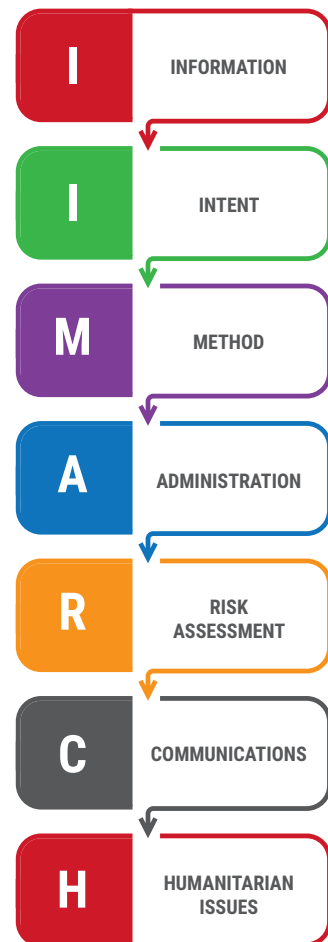 I
INFORMATION
I
INTENT
M
METHOD
A
ADMINISTRATION
R
RISK
ASSESSMENT
C
COMMUNICATIONS
H
HUMANITARIAN
ISSUES